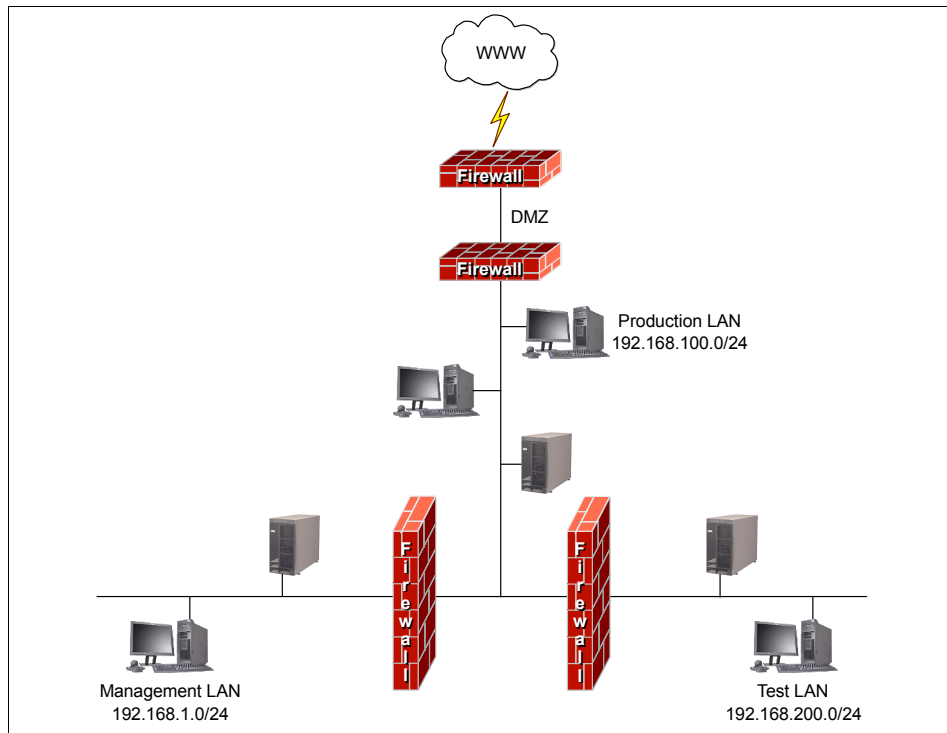 WWW
Firewall
DMZ
Firewall
Production LAN
192.168.100.0/24
Firewall
Firewall
Management LAN
192.168.1.0/24
Test LAN
192.168.200.0/24